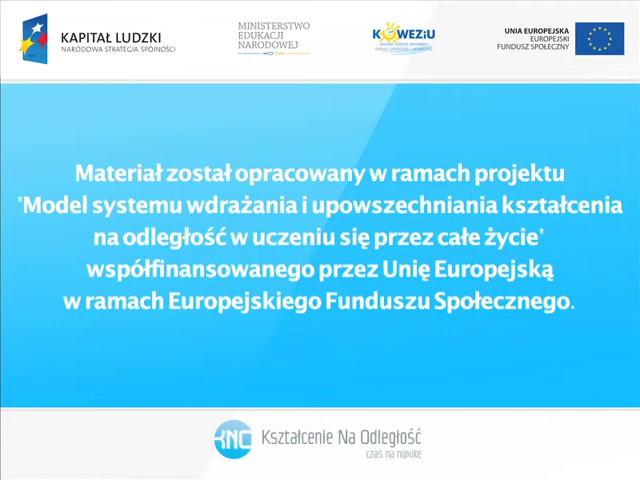 KAPITAŁ LUDZKI
NARODOWA STRATEGIA SPÓJNOŚCI
MINISTERSTWO
EDUKACJI
NARODOWEJ
KOWEZiU
UNIA EUROPEJSKA
EUROPEJSKI
FUNDUSZ SPOŁECZNY
Materiał został opracowany w ramach projektu
"Model systemu wdrażania i upowszechniania kształcenia
na odległość w uczeniu się przez całe życie"
współfinansowanego przez Unię Europejską
w ramach Europejskiego Funduszu Społecznego.
KNO Kształcenie Na Odległość
czas na n@ukę